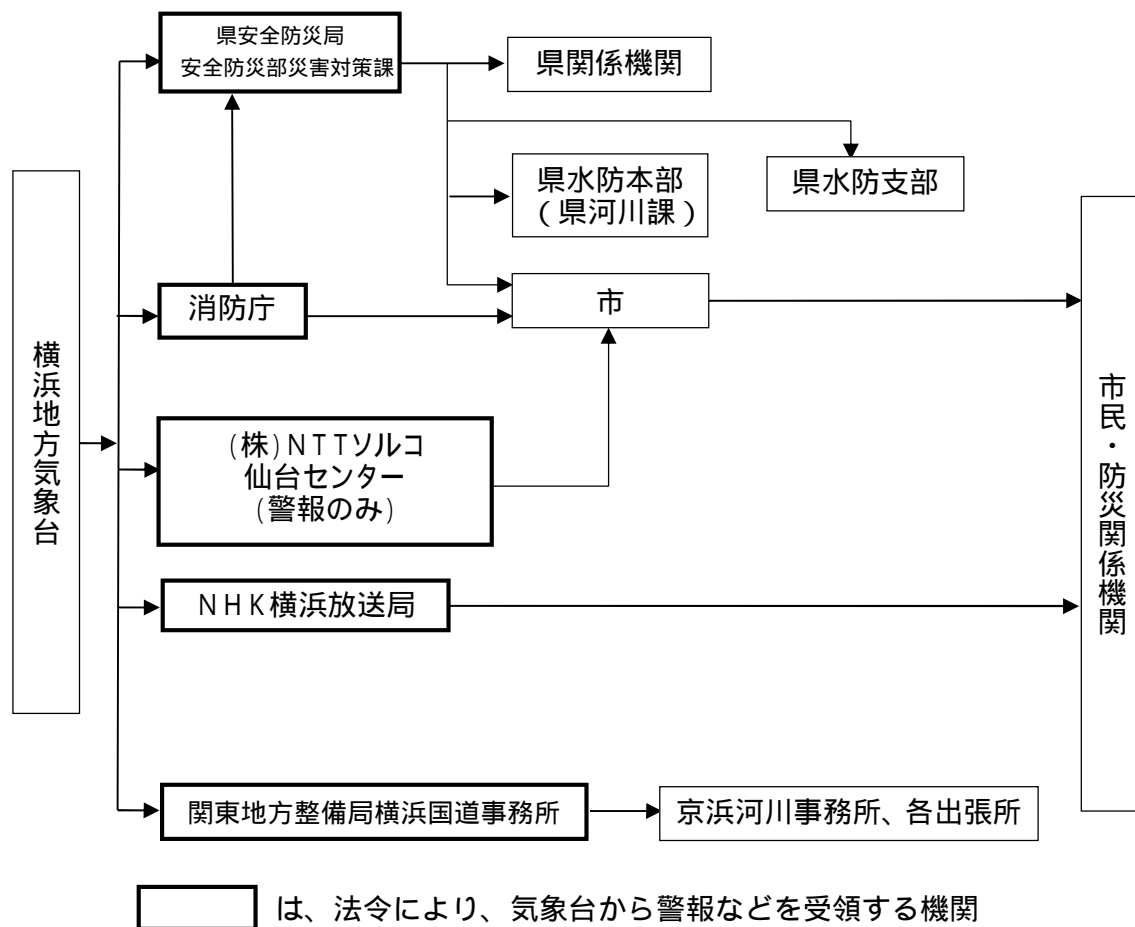 県安全防災局
安全防災部災害対策課
県関係機関
県水防本部
(県河川課)
県水防支部
横浜地方気象台
消防庁
市
(株)NTTソルコ
仙台センター
(警報のみ)
NHK横浜放送局
市民・防災関係機関
関東地方整備局横浜国道事務所
京浜河川事務所、各出張所
は、法令により、気象台から警報などを受領する機関